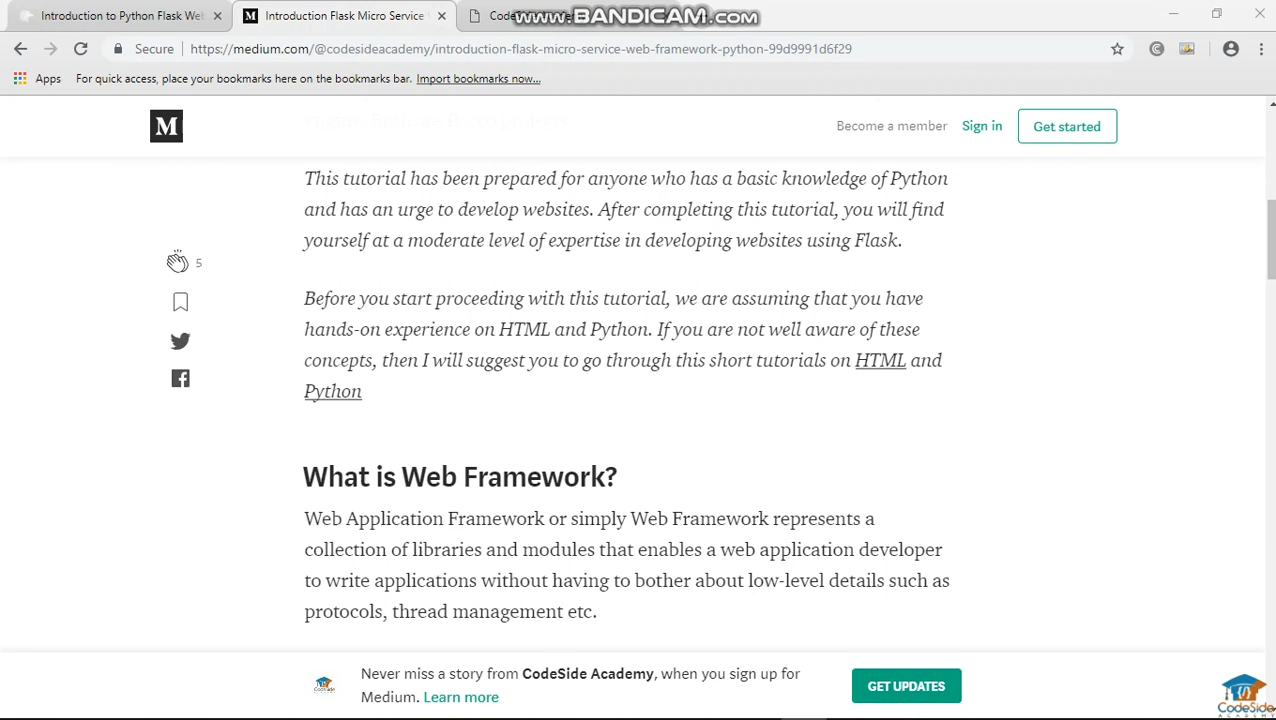 Introduction to Python Flask Web
Introduction Flask Micro Service
www.BANDICAM.com
Secure
https://medium.com/@codesideacademy/introduction-flask-micro-service-web-framework-python-99d9991d6f29
Apps
For quick access, place your bookmarks here on the bookmarks bar. Import bookmarks now...
M
Become a member
Sign in
Get started
This tutorial has been prepared for anyone who has a basic knowledge of Python
and has an urge to develop websites. After completing this tutorial, you will find
yourself at a moderate level of expertise in developing websites using Flask.
5
Before you start proceeding with this tutorial, we are assuming that you have
hands-on experience on HTML and Python. If you are not well aware of these
concepts, then I will suggest you to go through this short tutorials on HTML and
Python
What is Web Framework?
Web Application Framework or simply Web Framework represents a
collection of libraries and modules that enables a web application developer
to write applications without having to bother about low-level details such as
protocols, thread management etc.
Never miss a story from CodeSide Academy, when you sign up for
Medium. Learn more
GET UPDATES
CodeSide
ACADEMY